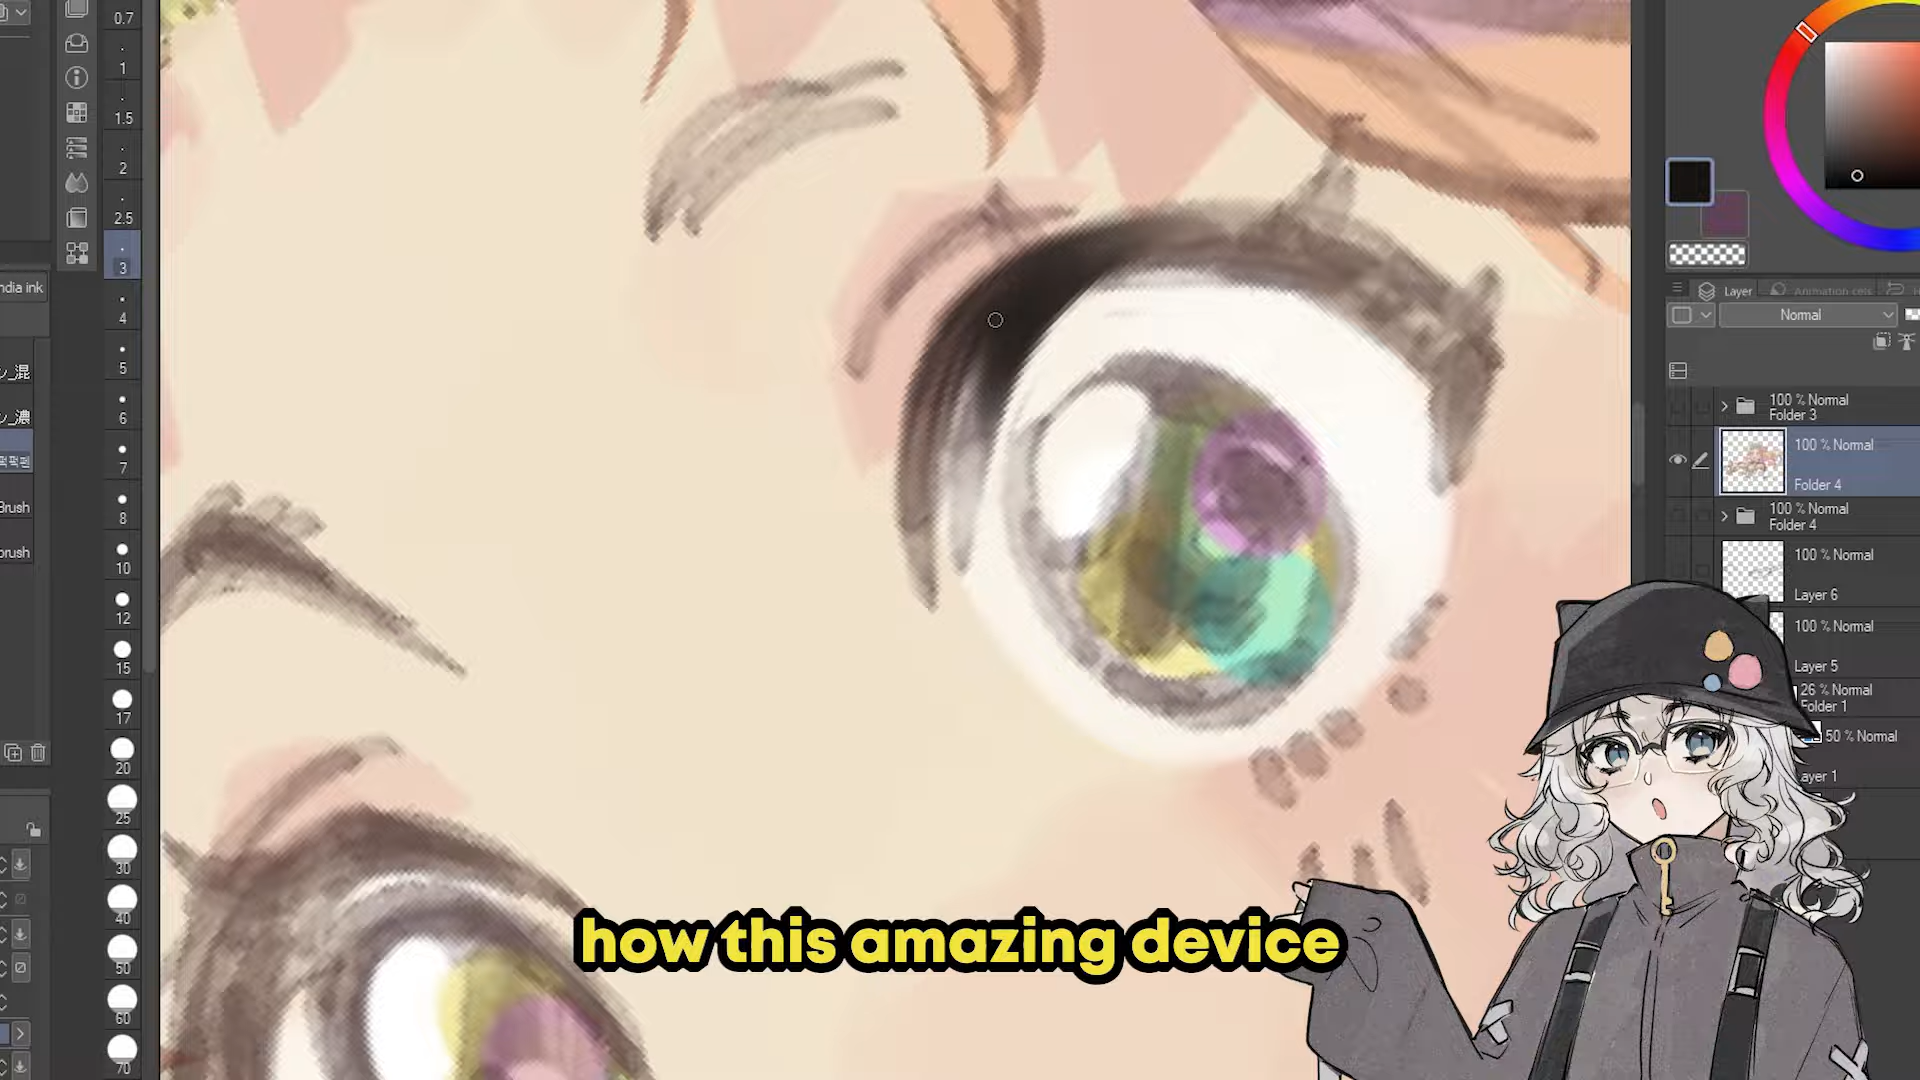 0.7
1
1.5
2
2.5
3
4
5
6
7
8
10
12
15
17
20
25
30
40
50
60
70
ndia ink
ン_混
ン_濃
퍽퍽펜
Brush
brush
Layer
Animation cels
Normal
100 % Normal
Folder 3
100 % Normal
Folder 4
100 % Normal
Folder 4
100 % Normal
Layer 6
100 % Normal
Layer 5
26 % Normal
Folder 1
50 % Normal
ayer 1
how this amazing device